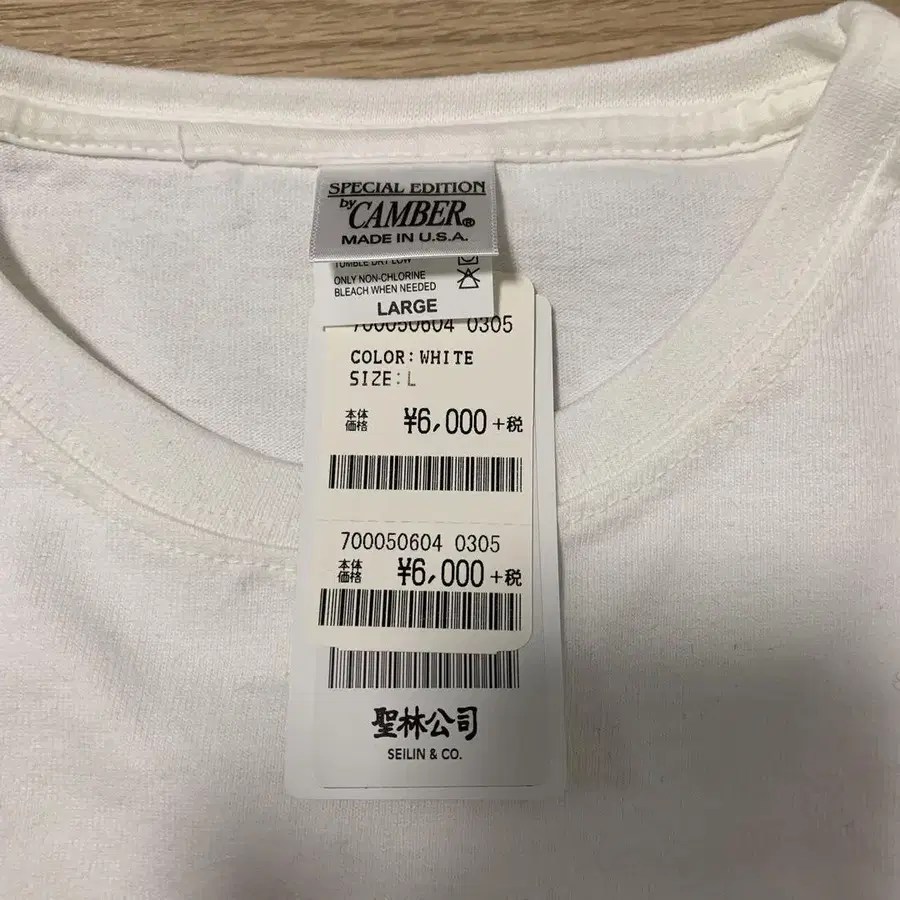 SPECIAL EDITION
by CAMBER®
MADE IN U.S.A.
TUMBLE DRY LOW
ONLY NON-CHLORINE
BLEACH WHEN NEEDED
LARGE
700050604 0305
COLOR:WHITE
SIZE:L
本体
価格 ¥6,000+税
700050604 0305
本体
価格 ¥6,000+税
聖林公司
SEILIN & CO.